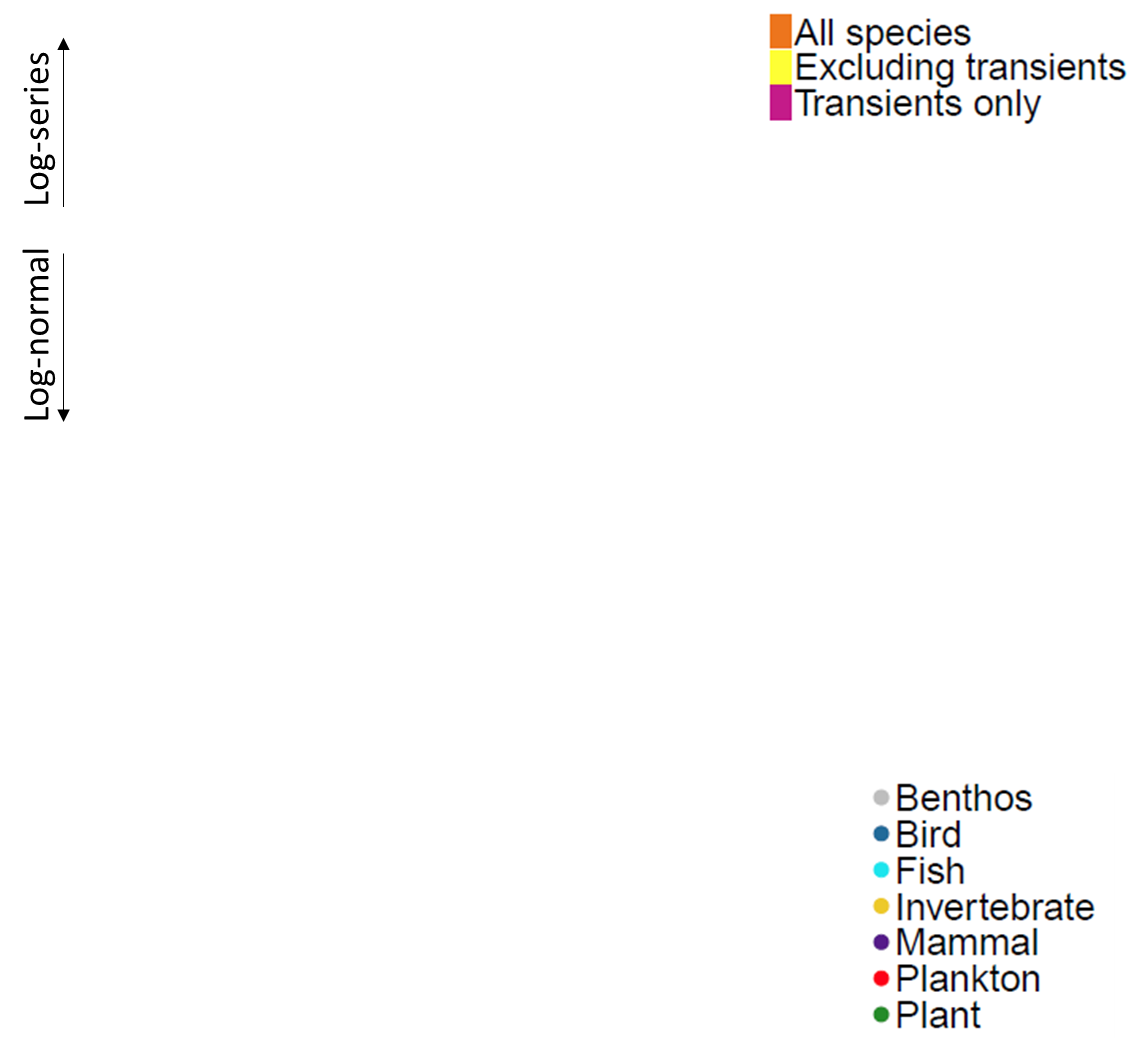 Log-series
Log-normal
All species
Excluding transients
Transients only
Benthos
Bird
Fish
Invertebrate
Mammal
Plankton
Plant